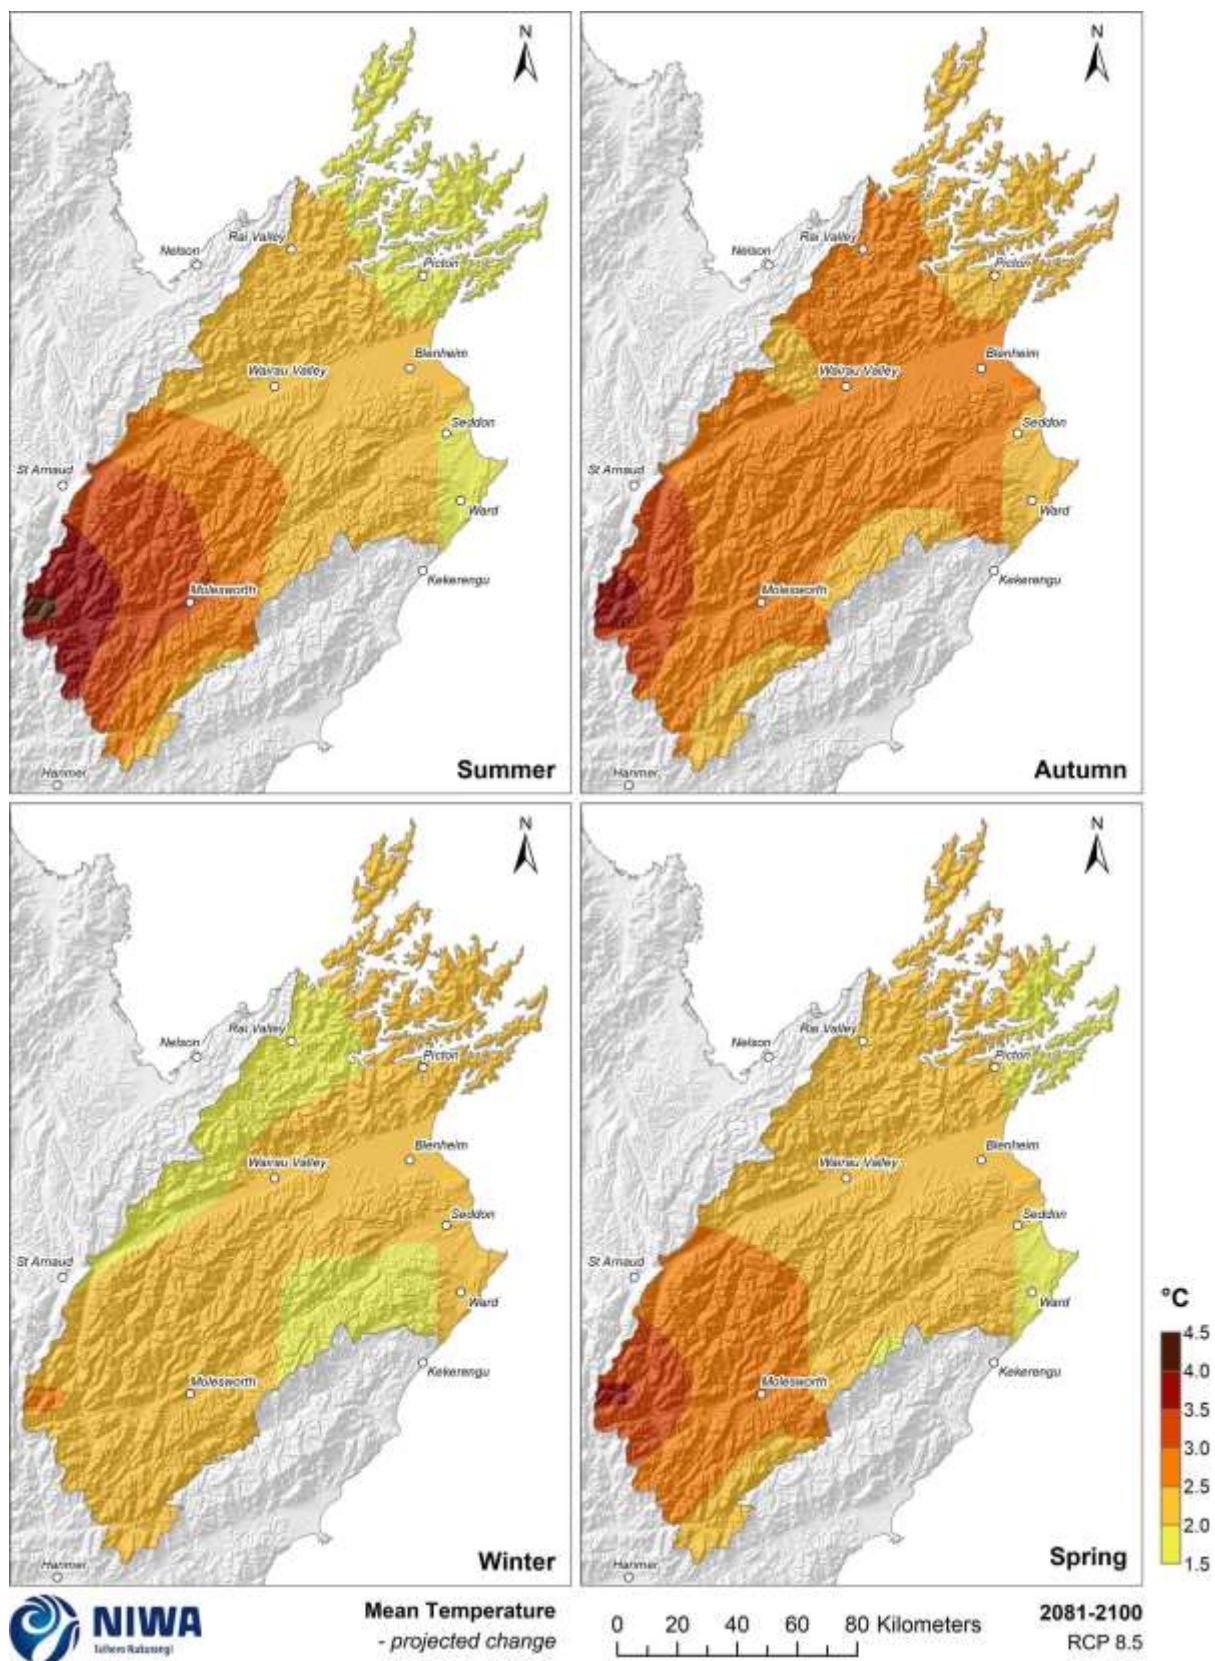 N
Nelson
Rai Valley
Picton
Wairau Valley
Blenheim
Seddon
St Arnaud
Ward
Kekerengu
Molesworth
Hanmer
Summer
N
Nelson
Rai Valley
Picton
Wairau Valley
Blenheim
Seddon
St Arnaud
Ward
Kekerengu
Molesworth
Hanmer
Autumn
N
Nelson
Rai Valley
Picton
Wairau Valley
Blenheim
Seddon
St Arnaud
Ward
Kekerengu
Molesworth
Hanmer
Winter
N
Nelson
Rai Valley
Picton
Wairau Valley
Blenheim
Seddon
St Arnaud
Ward
Kekerengu
Molesworth
Hanmer
Spring
°C
4.5
4.0
3.5
3.0
2.5
2.0
1.5
NIWA
Taihoro Nukurangi
Mean Temperature
- projected change
0 20 40 60 80 Kilometers
2081-2100
RCP 8.5